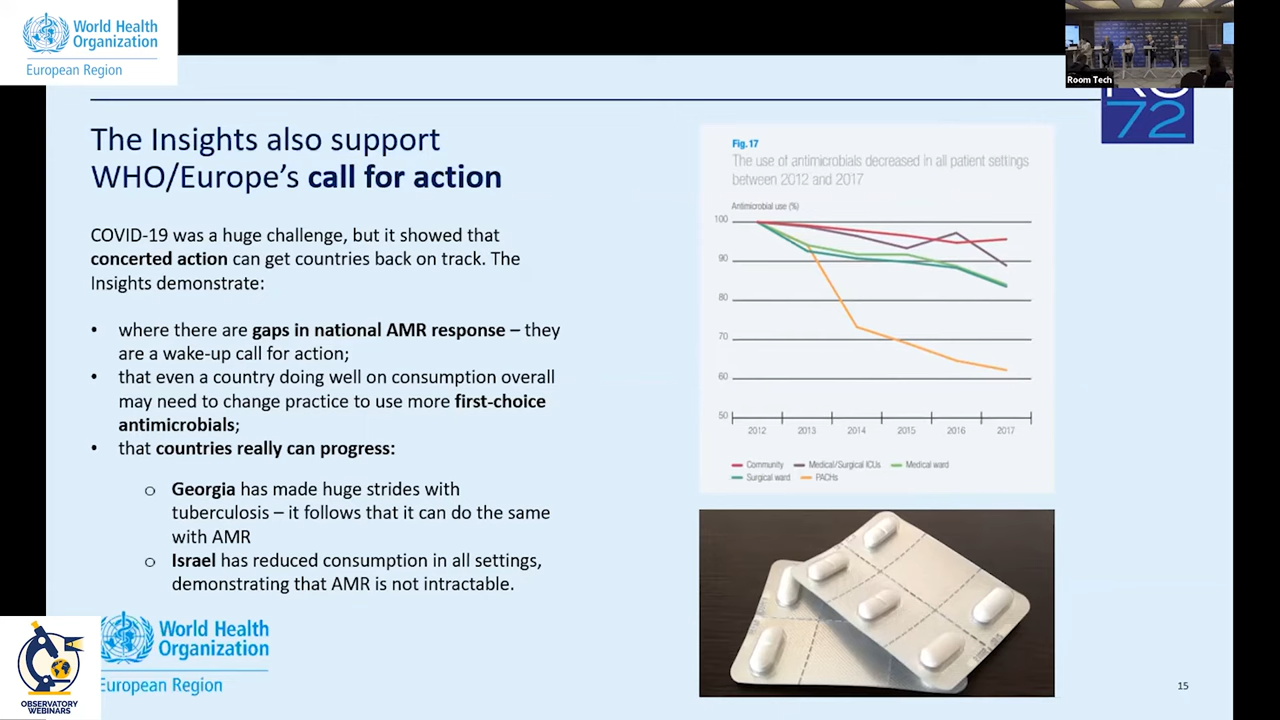 World Health
Organization
European Region
Room Tech
72
The Insights also support
WHO/Europe's call for action
COVID-19 was a huge challenge, but it showed that
concerted action can get countries back on track. The
Insights demonstrate:
• where there are gaps in national AMR response – they
are a wake-up call for action;
• that even a country doing well on consumption overall
may need to change practice to use more first-choice
antimicrobials;
• that countries really can progress:
o Georgia has made huge strides with
tuberculosis – it follows that it can do the same
with AMR
o Israel has reduced consumption in all settings,
demonstrating that AMR is not intractable.
Fig. 17
The use of antimicrobials decreased in all patient settings
between 2012 and 2017
Antimicrobial use (%)
100
90
80
70
60
50
2012 2013 2014 2015 2016 2017
Community Medical/Surgical ICUs Medical ward
Surgical ward PACHs
World Health
Organization
European Region
OBSERVATORY
WEBINARS
15